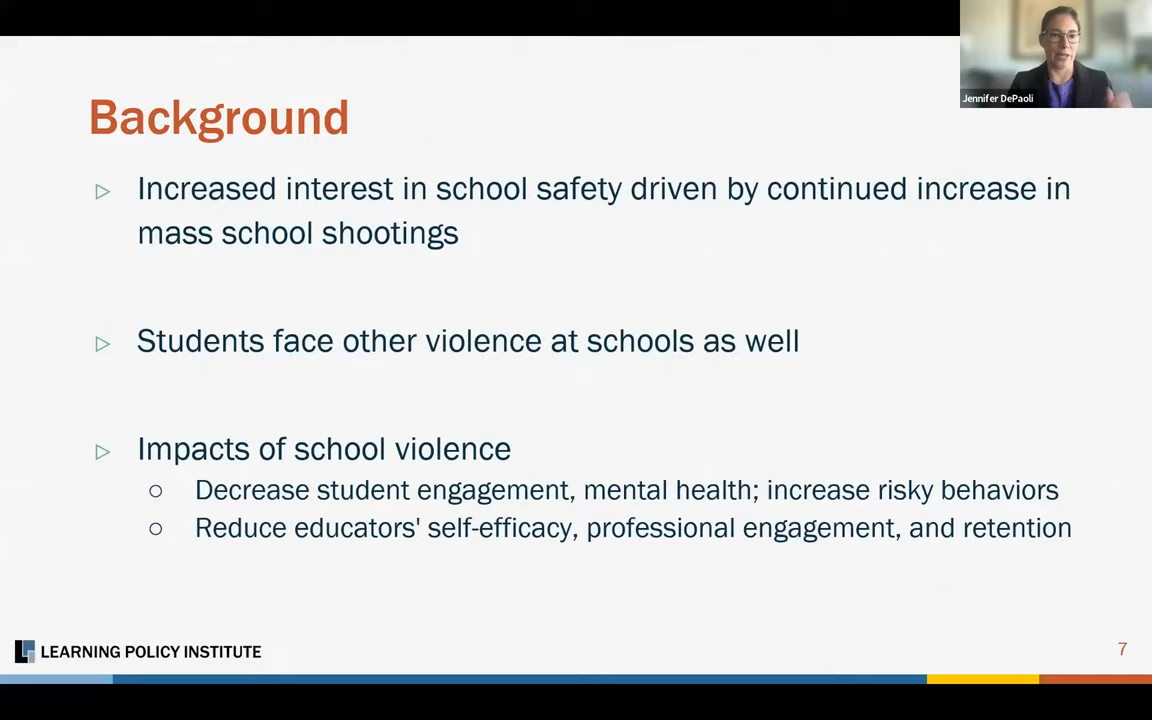 Jennifer DePaoli
Background
▷ Increased interest in school safety driven by continued increase in
mass school shootings
▷ Students face other violence at schools as well
▷ Impacts of school violence
○ Decrease student engagement, mental health; increase risky behaviors
○ Reduce educators' self-efficacy, professional engagement, and retention
LEARNING POLICY INSTITUTE
7